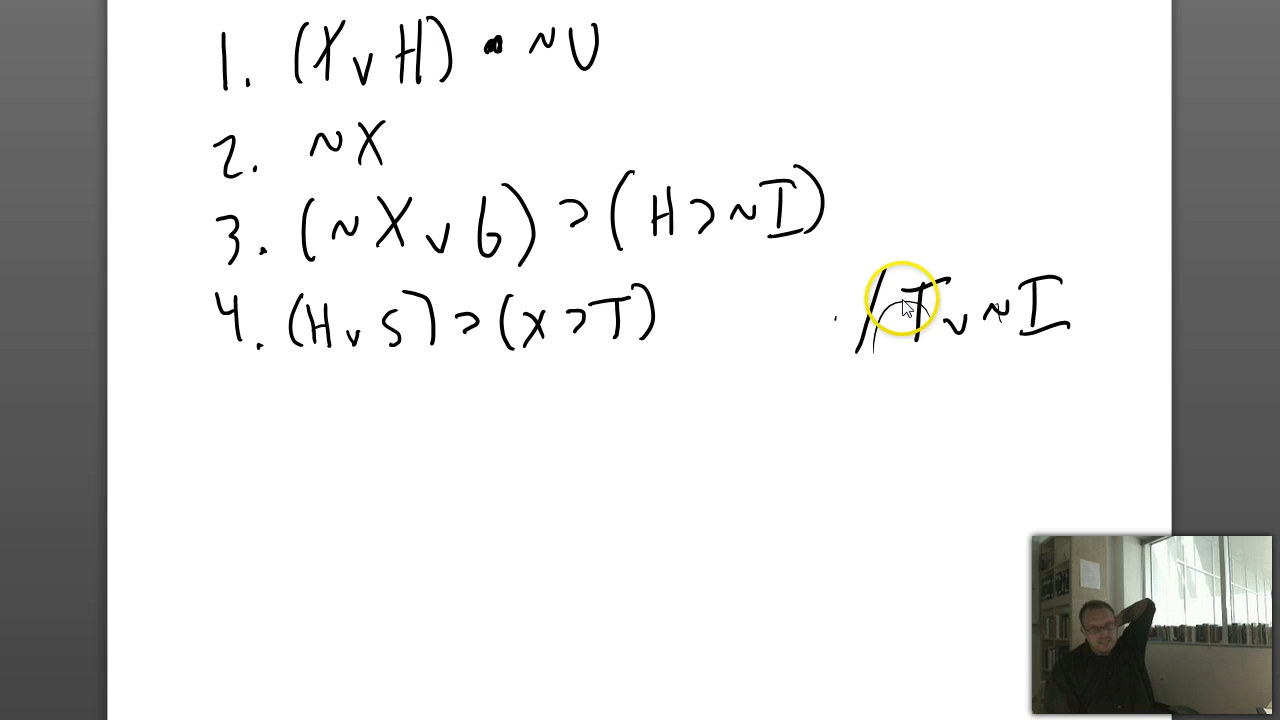 1. (X v H) • ~U
2. ~X
3. (~X v G) ⊃ (H ⊃ ~I)
4. (H v S) ⊃ (X ⊃ T)
/ T v ~I